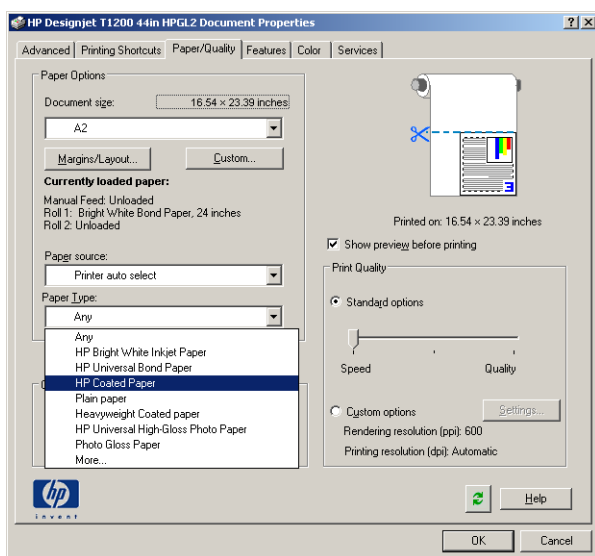 HP Designjet T1200 44in HPGL2 Document Properties
Advanced Printing Shortcuts Paper/Quality Features Color Services
Paper Options
Document size: 16.54 × 23.39 inches
A2
Margins/Layout... Custom...
Currently loaded paper:
Manual Feed: Unloaded
Roll 1: Bright White Bond Paper, 24 inches
Roll 2: Unloaded
Paper source:
Printer auto select
Paper Type:
Any
Any
HP Bright White Inkjet Paper
HP Universal Bond Paper
HP Coated Paper
Plain paper
Heavyweight Coated paper
HP Universal High-Gloss Photo Paper
Photo Gloss Paper
More...
3
Printed on: 16.54 × 23.39 inches
Show preview before printing
Print Quality
Standard options
Speed Quality
Custom options Settings...
Rendering resolution (ppi): 600
Printing resolution (dpi): Automatic
hp
invent
Help
OK Cancel